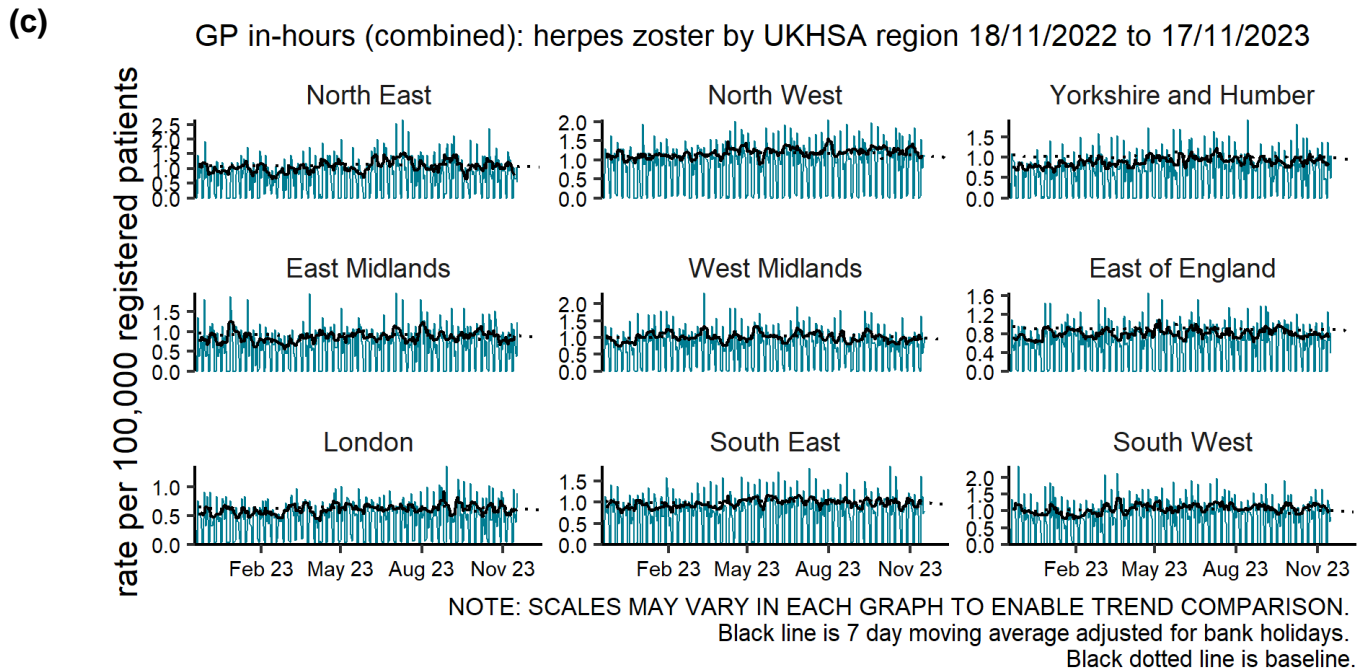 (c)
GP in-hours (combined): herpes zoster by UKHSA region 18/11/2022 to 17/11/2023
rate per 100,000 registered patients
North East
2.5
2.0
1.5
1.0
0.5
0.0
North West
2.0
1.5
1.0
0.5
0.0
Yorkshire and Humber
1.5
1.0
0.5
0.0
East Midlands
1.5
1.0
0.5
0.0
West Midlands
2.0
1.5
1.0
0.5
0.0
East of England
1.6
1.2
0.8
0.4
0.0
London
1.0
0.5
0.0
South East
1.5
1.0
0.5
0.0
South West
2.0
1.5
1.0
0.5
0.0
Feb 23 May 23 Aug 23 Nov 23
Feb 23 May 23 Aug 23 Nov 23
Feb 23 May 23 Aug 23 Nov 23
NOTE: SCALES MAY VARY IN EACH GRAPH TO ENABLE TREND COMPARISON.
Black line is 7 day moving average adjusted for bank holidays.
Black dotted line is baseline.